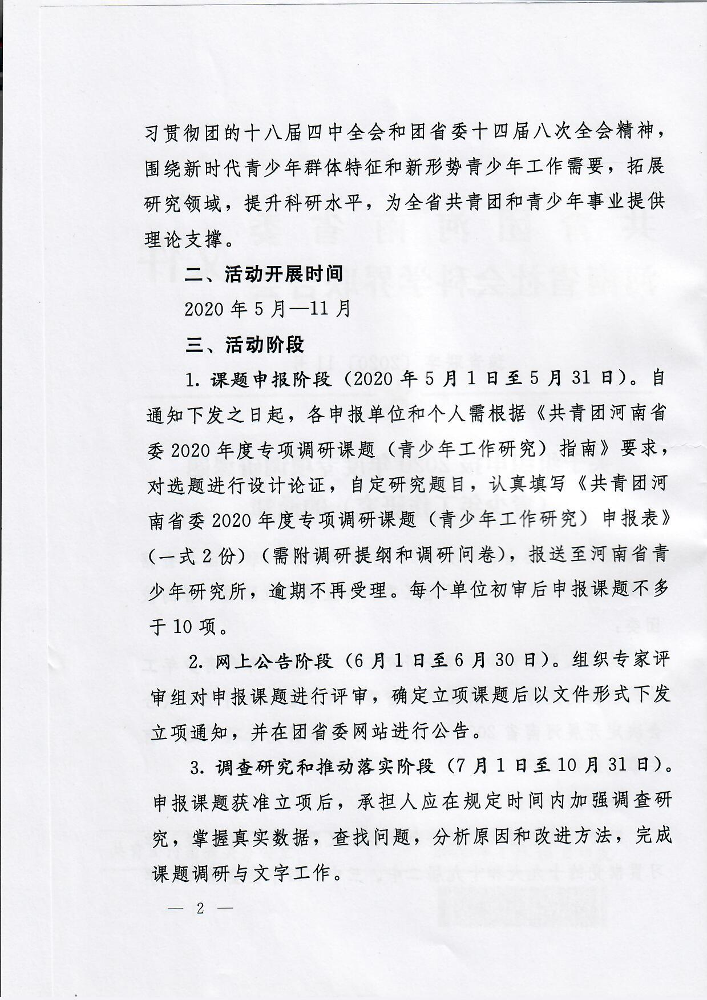 习贯彻团的十八届四中全会和团省委十四届八次全会精神，
围绕新时代青少年群体特征和新形势青少年工作需要，拓展
研究领域，提升科研水平，为全省共青团和青少年事业提供
理论支撑。
二、活动开展时间
2020 年 5 月—11 月
三、活动阶段
1. 课题申报阶段（2020 年 5 月 1 日至 5 月 31 日）。自
通知下发之日起，各申报单位和个人需根据《共青团河南省
委 2020 年度专项调研课题（青少年工作研究）指南》要求，
对选题进行设计论证，自定研究题目，认真填写《共青团河
南省委 2020 年度专项调研课题（青少年工作研究）申报表》
（一式 2 份）（需附调研提纲和调研问卷），报送至河南省青
少年研究所，逾期不再受理。每个单位初审后申报课题不多
于 10 项。
2. 网上公告阶段（6 月 1 日至 6 月 30 日）。组织专家评
审组对申报课题进行评审，确定立项课题后以文件形式下发
立项通知，并在团省委网站进行公告。
3. 调查研究和推动落实阶段（7 月 1 日至 10 月 31 日）。
申报课题获准立项后，承担人应在规定时间内加强调查研
究，掌握真实数据，查找问题，分析原因和改进方法，完成
课题调研与文字工作。
— 2 —